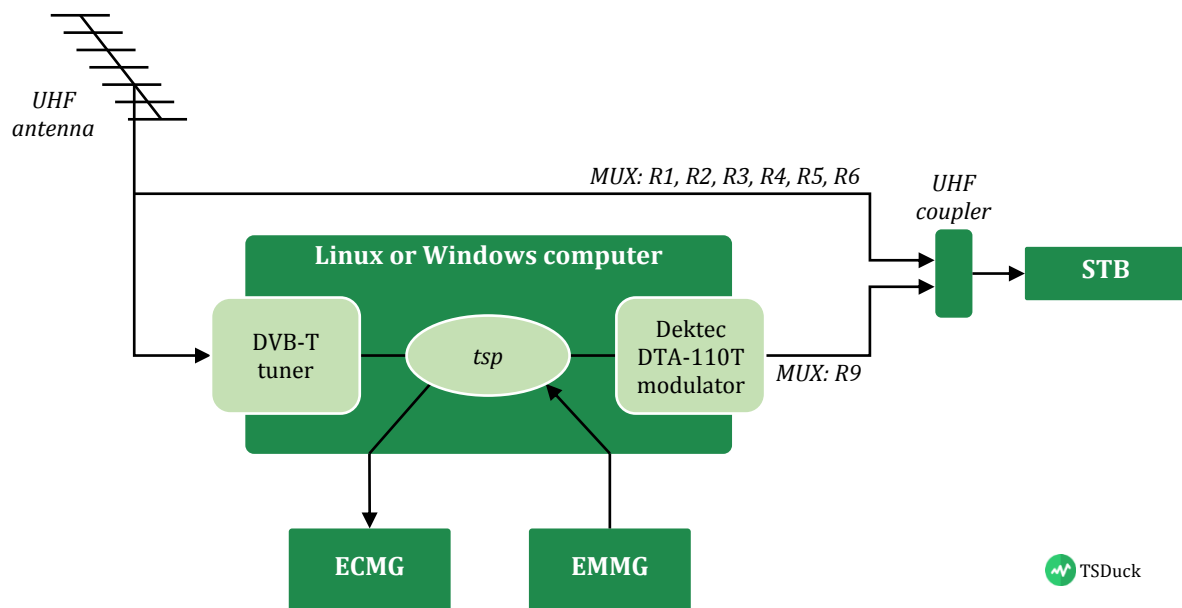 UHF
antenna
MUX: R1, R2, R3, R4, R5, R6
UHF
coupler
Linux or Windows computer
STB
DVB-T
tuner
tsp
Dektec
DTA-110T
modulator
MUX: R9
ECMG
EMMG
TSDuck